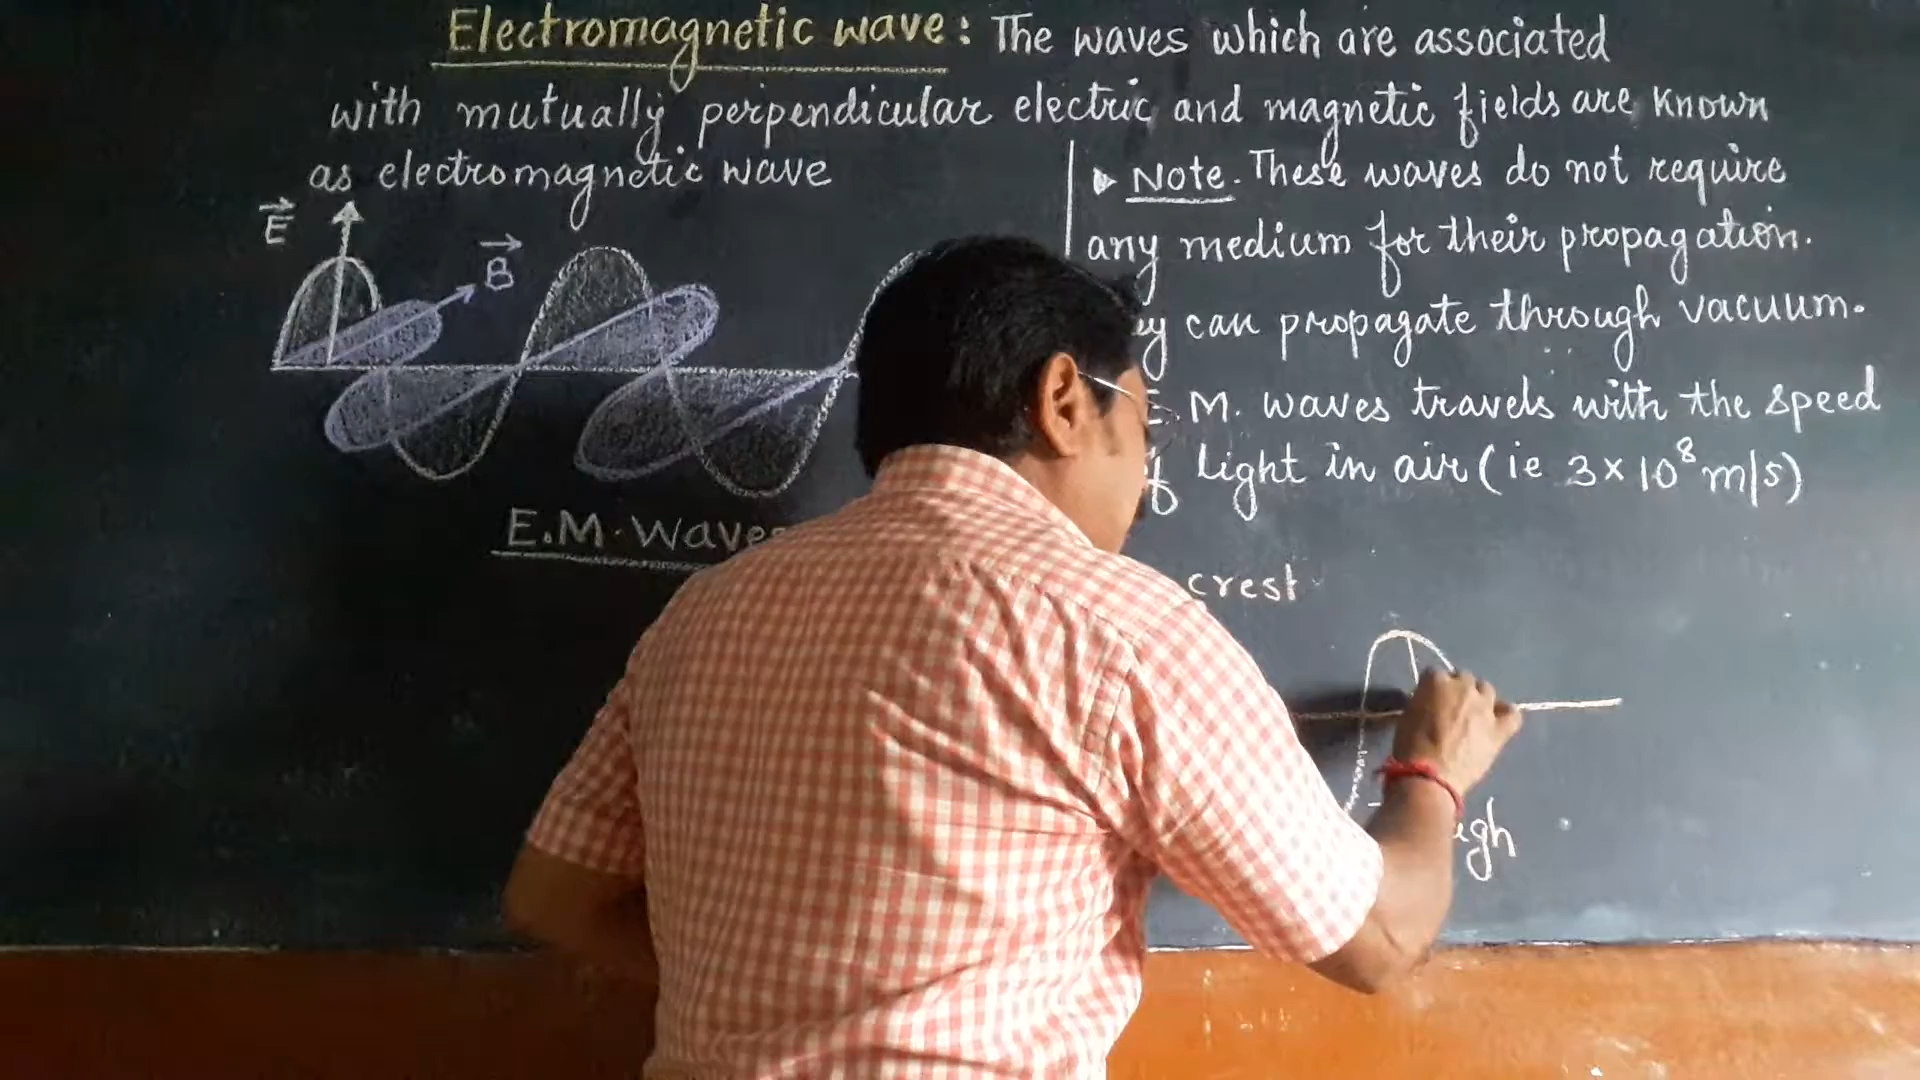 Electromagnetic wave: The waves which are associated
with mutually perpendicular electric and magnetic fields are known
as electromagnetic wave
E
B
E.M. Wave
▶ Note. These waves do not require
any medium for their propagation.
can propagate through vacuum.
E.M. waves travels with the speed
light in air (ie 3×10⁸ m/s)
crest